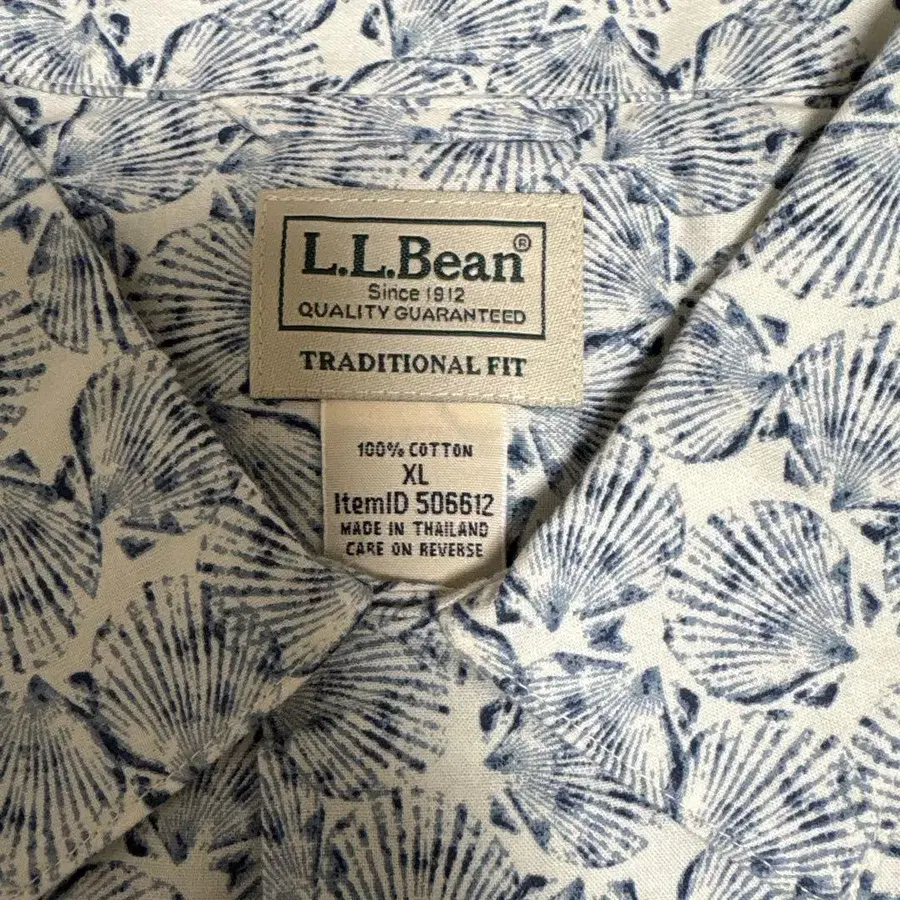 L.L.Bean®
Since 1912
QUALITY GUARANTEED
TRADITIONAL FIT
100% COTTON
XL
ItemID 506612
MADE IN THAILAND
CARE ON REVERSE